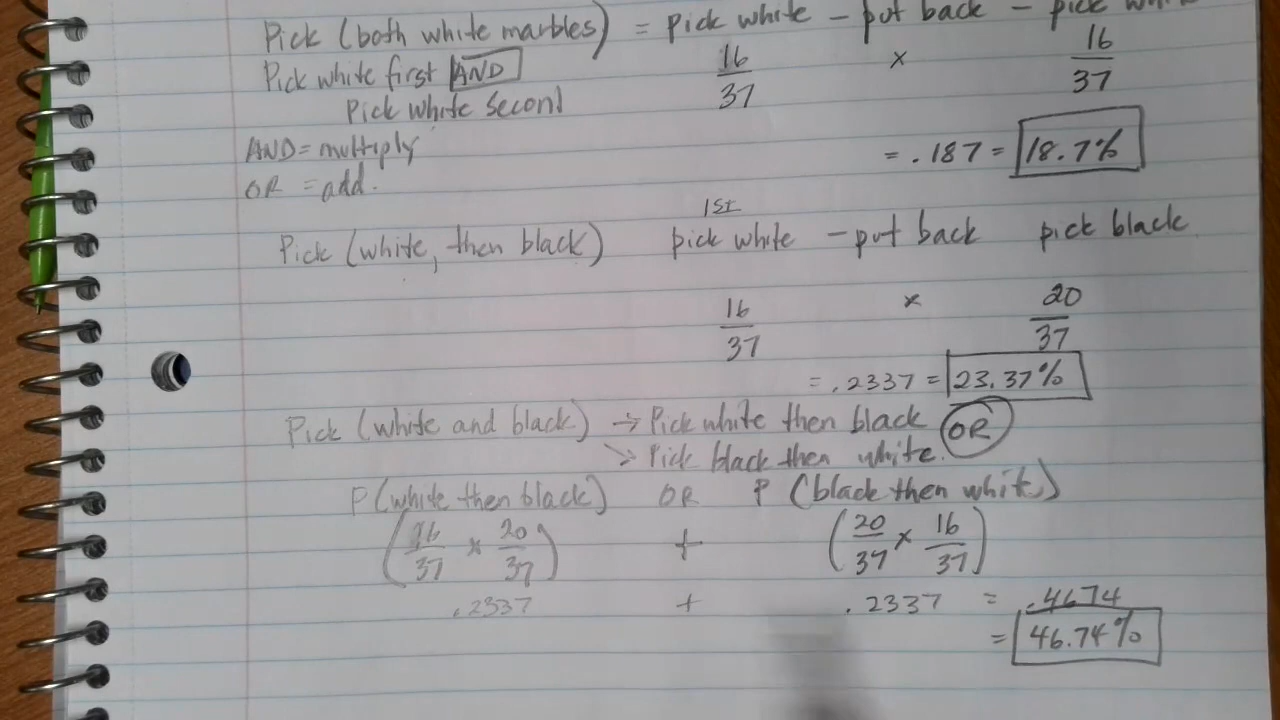 Pick (both white marbles) = pick white - put back - pick
Pick white first AND 16/37 × 16/37
Pick white second
AND = multiply
= .187 = 18.7%
OR = add.
1st
Pick (white, then black) pick white - put back pick black
16/37 × 20/37
= .2337 = 23.37%
Pick (white and black) → Pick white then black OR
→ Pick black then white.
P(white then black) OR P (black then white)
(16/37 × 20/37) + (20/37 × 16/37)
.2337 + .2337 = .4674
= 46.74%